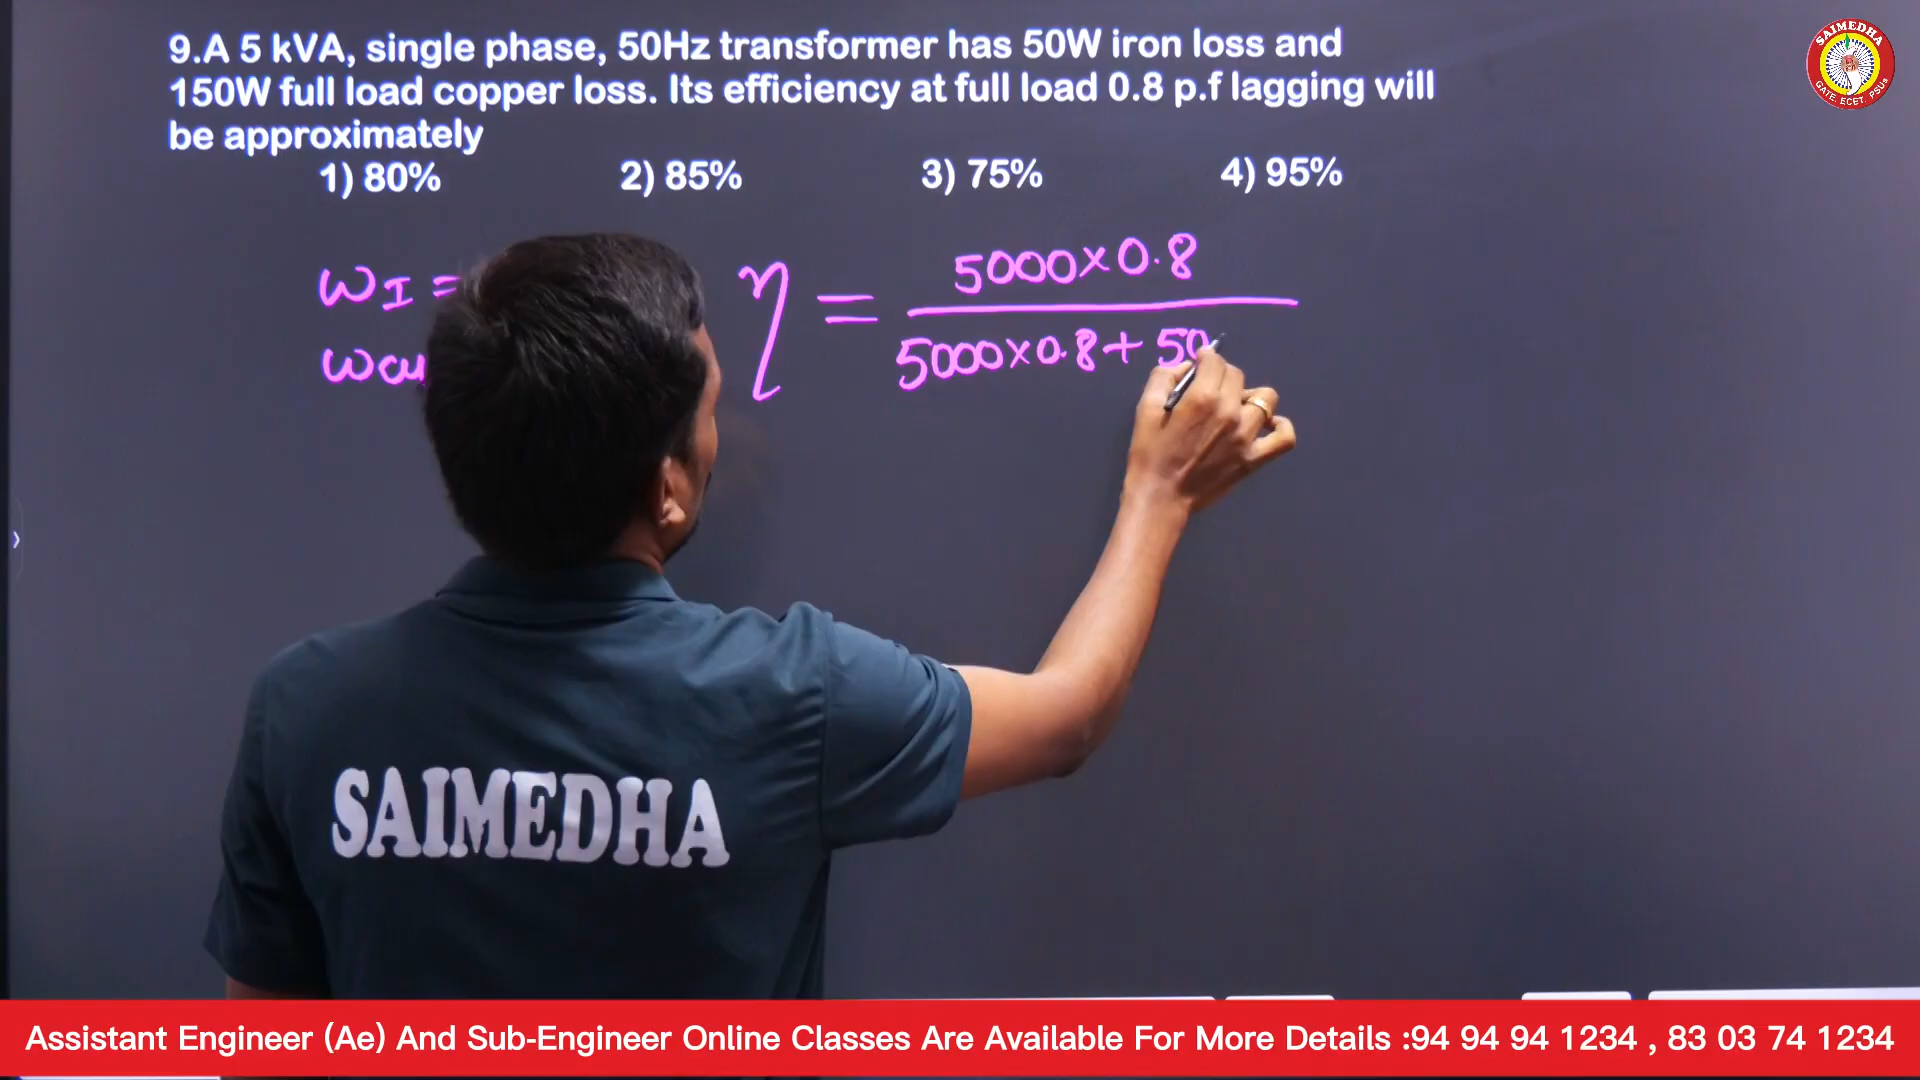 9.A 5 kVA, single phase, 50Hz transformer has 50W iron loss and
150W full load copper loss. Its efficiency at full load 0.8 p.f lagging will
be approximately
1) 80% 2) 85% 3) 75% 4) 95%
WI =
Wcu
η = 5000×0.8
5000×0.8+ 50
SAIMEDHA
SAIMEDHA
GATE, ECET, PSUs
Assistant Engineer (Ae) And Sub-Engineer Online Classes Are Available For More Details :94 94 94 1234 , 83 03 74 1234